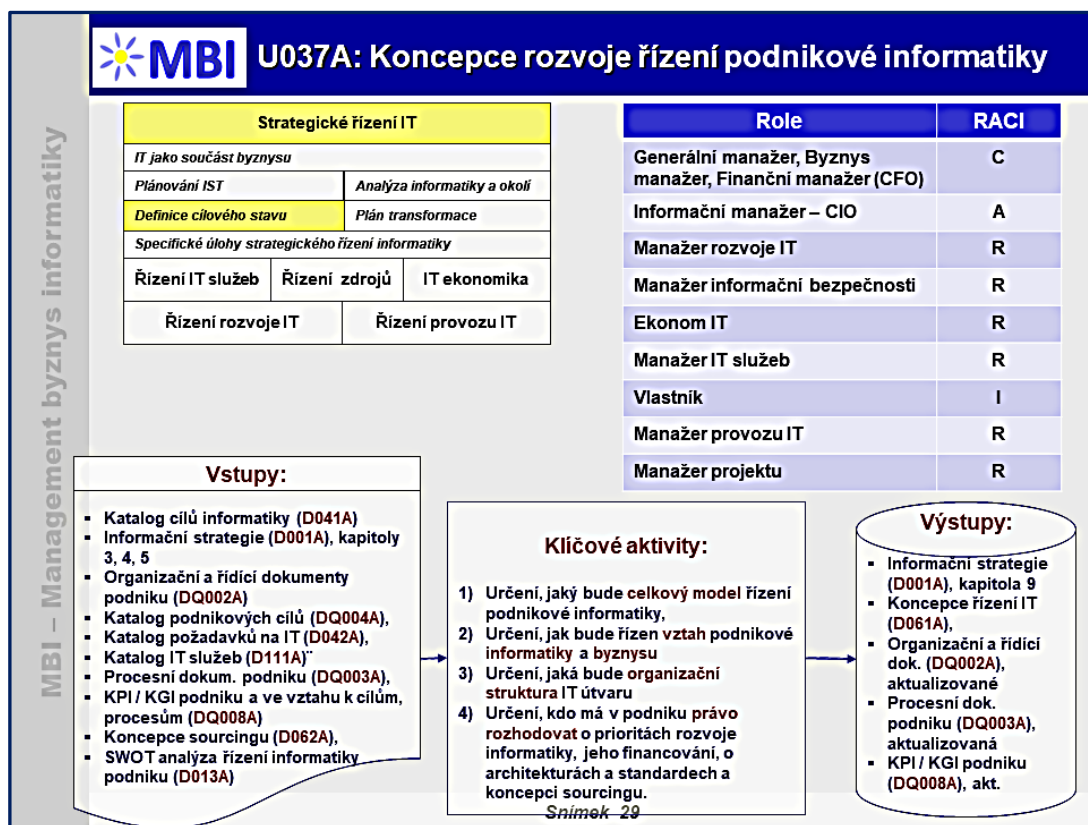 MBI
U037A: Koncepce rozvoje řízení podnikové informatiky
MBI – Management byznys informatiky
Strategické řízení IT
IT jako součást byznysu
Plánování IST
Analýza informatiky a okolí
Definice cílového stavu
Plán transformace
Specifické úlohy strategického řízení informatiky
Řízení IT služeb
Řízení zdrojů
IT ekonomika
Řízení rozvoje IT
Řízení provozu IT
Role RACI
Generální manažer, Byznys C
manažer, Finanční manažer (CFO)
Informační manažer – CIO A
Manažer rozvoje IT R
Manažer informační bezpečnosti R
Ekonom IT R
Manažer IT služeb R
Vlastník I
Manažer provozu IT R
Manažer projektu R
Vstupy:
▪ Katalog cílů informatiky (D041A)
▪ Informační strategie (D001A), kapitoly
3, 4, 5
▪ Organizační a řídící dokumenty
podniku (DQ002A)
▪ Katalog podnikových cílů (DQ004A),
▪ Katalog požadavků na IT (D042A),
▪ Katalog IT služeb (D111A)¨
▪ Procesní dokum. podniku (DQ003A),
▪ KPI / KGI podniku a ve vztahu k cílům,
procesům (DQ008A)
▪ Koncepce sourcingu (D062A),
▪ SWOT analýza řízení informatiky
podniku (D013A)
Klíčové aktivity:
1) Určení, jaký bude celkový model řízení
podnikové informatiky,
2) Určení, jak bude řízen vztah podnikové
informatiky a byznysu
3) Určení, jaká bude organizační
struktura IT útvaru
4) Určení, kdo má v podniku právo
rozhodovat o prioritách rozvoje
informatiky, jeho financování, o
architekturách a standardech a
koncepci sourcingu.
Výstupy:
▪ Informační strategie
(D001A), kapitola 9
▪ Koncepce řízení IT
(D061A),
▪ Organizační a řídící
dok. (DQ002A),
aktualizované
▪ Procesní dok.
podniku (DQ003A),
aktualizovaná
▪ KPI / KGI podniku
(DQ008A), akt.
Snímek 29